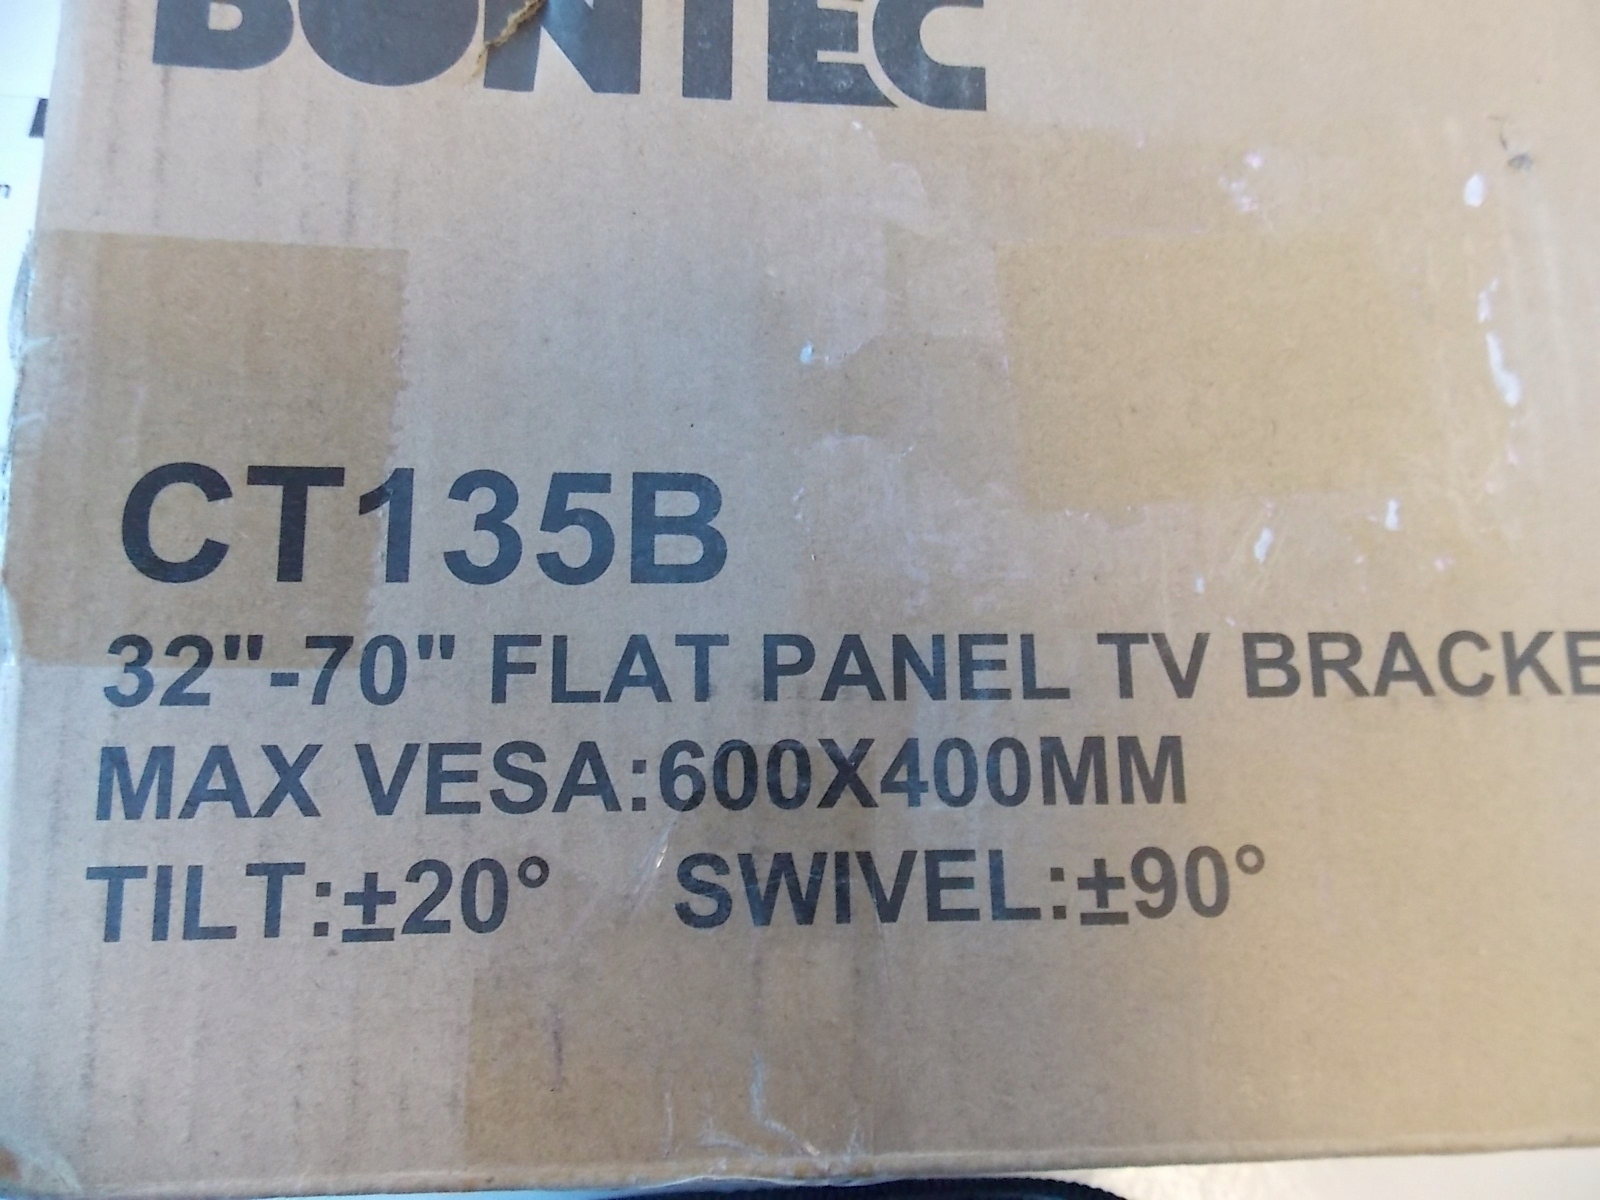 BONTEC
CT135B
32"-70" FLAT PANEL TV BRACKE
MAX VESA:600X400MM
TILT:±20° SWIVEL:±90°